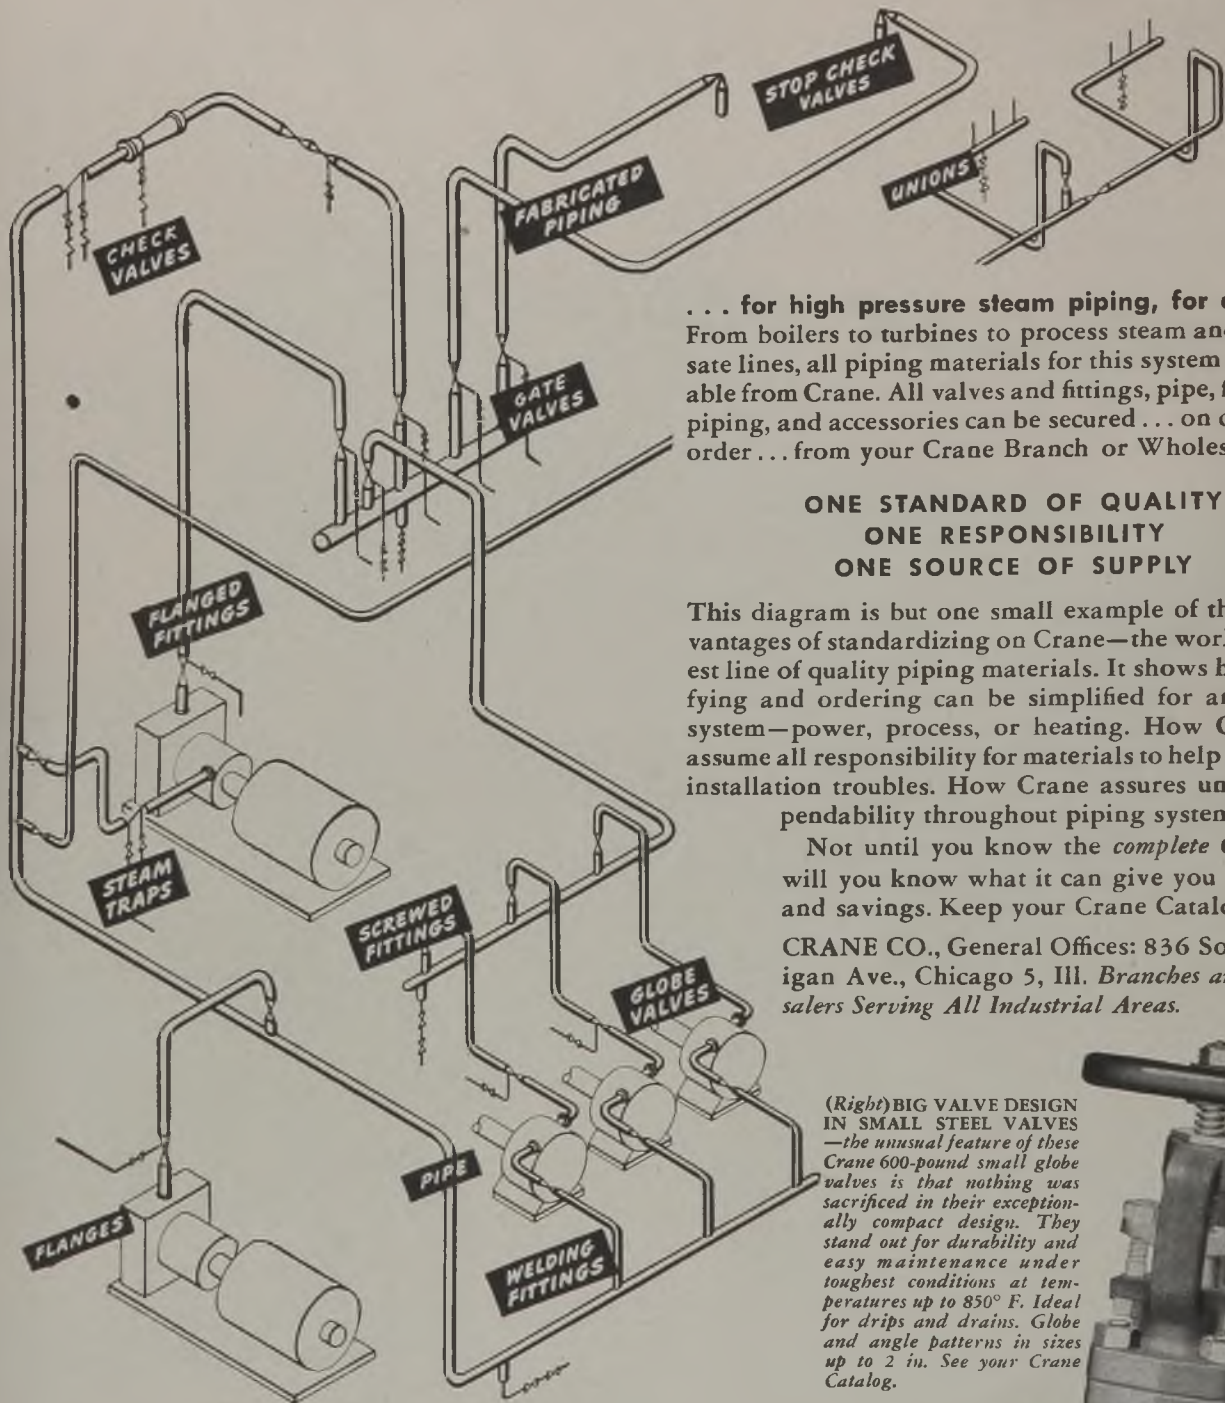 STOP CHECK
VALVES
UNIONS
FABRICATED
PIPING
CHECK
VALVES
GATE
VALVES
FLANGED
FITTINGS
STEAM
TRAPS
SCREWED
FITTINGS
GLOBE
VALVES
PIPE
FLANGES
WELDING
FITTINGS
... for high pressure steam piping, for
From boilers to turbines to process steam an
sate lines, all piping materials for this system
able from Crane. All valves and fittings, pipe,
piping, and accessories can be secured ... on
order ... from your Crane Branch or Wholes
ONE STANDARD OF QUALITY
ONE RESPONSIBILITY
ONE SOURCE OF SUPPLY
This diagram is but one small example of th
vantages of standardizing on Crane—the worl
est line of quality piping materials. It shows h
fying and ordering can be simplified for an
system—power, process, or heating. How C
assume all responsibility for materials to help
installation troubles. How Crane assures un
pendability throughout piping system
Not until you know the complete
will you know what it can give you
and savings. Keep your Crane Catalo
CRANE CO., General Offices: 836 So
igan Ave., Chicago 5, Ill. Branches a
salers Serving All Industrial Areas.
(Right) BIG VALVE DESIGN
IN SMALL STEEL VALVES
—the unusual feature of these
Crane 600-pound small globe
valves is that nothing was
sacrificed in their exception-
ally compact design. They
stand out for durability and
easy maintenance under
toughest conditions at tem-
peratures up to 850° F. Ideal
for drips and drains. Globe
and angle patterns in sizes
up to 2 in. See your Crane
Catalog.